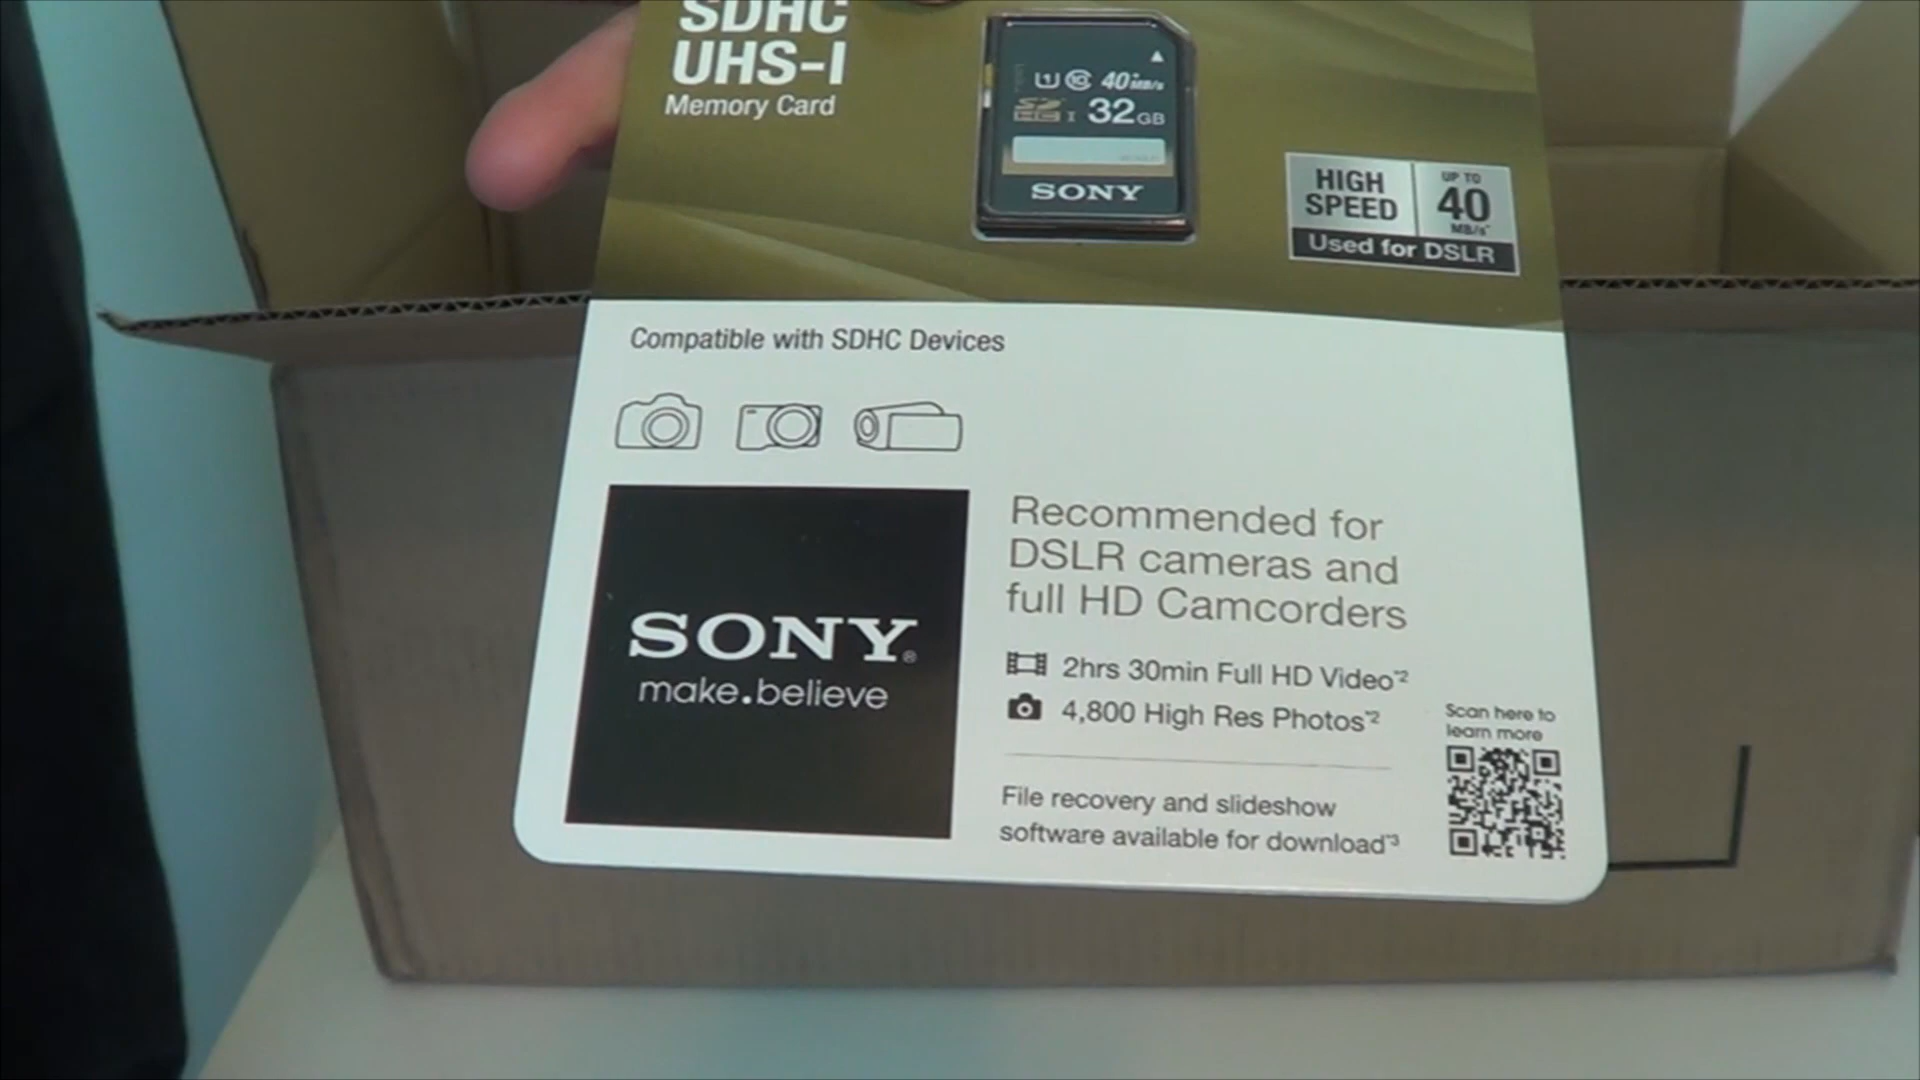 SDHC
UHS-I
Memory Card
40MB/s
I 32GB
SONY
HIGH
SPEED
UP TO
40
MB/s*
Used for DSLR
Compatible with SDHC Devices
SONY®
make.believe
Recommended for
DSLR cameras and
full HD Camcorders
2hrs 30min Full HD Video*2
4,800 High Res Photos*2
File recovery and slideshow
software available for download*3
Scan here to
learn more